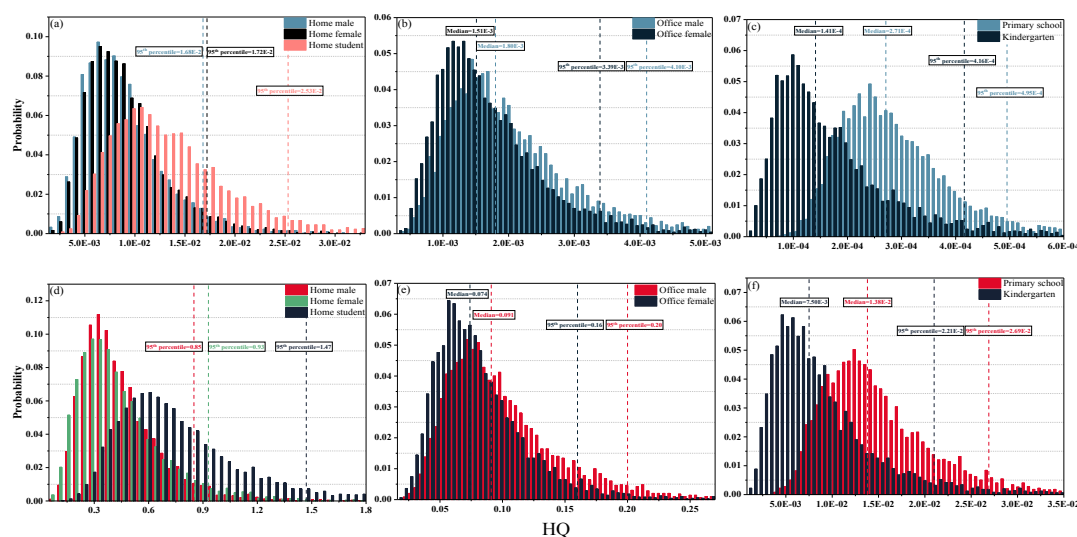 (a)
Home male
Home female
Home student
95th percentile=1.68E-2
95th percentile=1.72E-2
95th percentile=2.52E-2
Probability
0.10
0.08
0.06
0.04
0.02
0.00
5.0E-03
1.0E-02
1.5E-02
2.0E-02
2.5E-02
3.0E-02
(b)
Office male
Office female
Median=1.51E-3
Median=1.80E-3
95th percentile=3.39E-3
95th percentile=4.10E-3
0.06
0.05
0.04
0.03
0.02
0.01
0.00
1.0E-03
2.0E-03
3.0E-03
4.0E-03
5.0E-03
(c)
Primary school
Kindergarten
Median=1.41E-4
Median=2.71E-4
95th percentile=4.16E-4
95th percentile=4.95E-4
0.07
0.06
0.05
0.04
0.03
0.02
0.01
0.00
1.0E-04
2.0E-04
3.0E-04
4.0E-04
5.0E-04
6.0E-04
(d)
Home male
Home female
Home student
95th percentile=0.85
95th percentile=0.93
95th percentile=1.47
Probability
0.12
0.10
0.08
0.06
0.04
0.02
0.00
0.3
0.6
0.9
1.2
1.5
1.8
(e)
Office male
Office female
Median=0.074
Median=0.091
95th percentile=0.16
95th percentile=0.20
0.07
0.06
0.05
0.04
0.03
0.02
0.01
0.00
0.05
0.10
0.15
0.20
0.25
(f)
Primary school
Kindergarten
Median=7.50E-3
Median=1.38E-2
95th percentile=2.21E-2
95th percentile=2.69E-2
0.07
0.06
0.05
0.04
0.03
0.02
0.01
0.00
5.0E-03
1.0E-02
1.5E-02
2.0E-02
2.5E-02
3.0E-02
3.5E-02
HQ